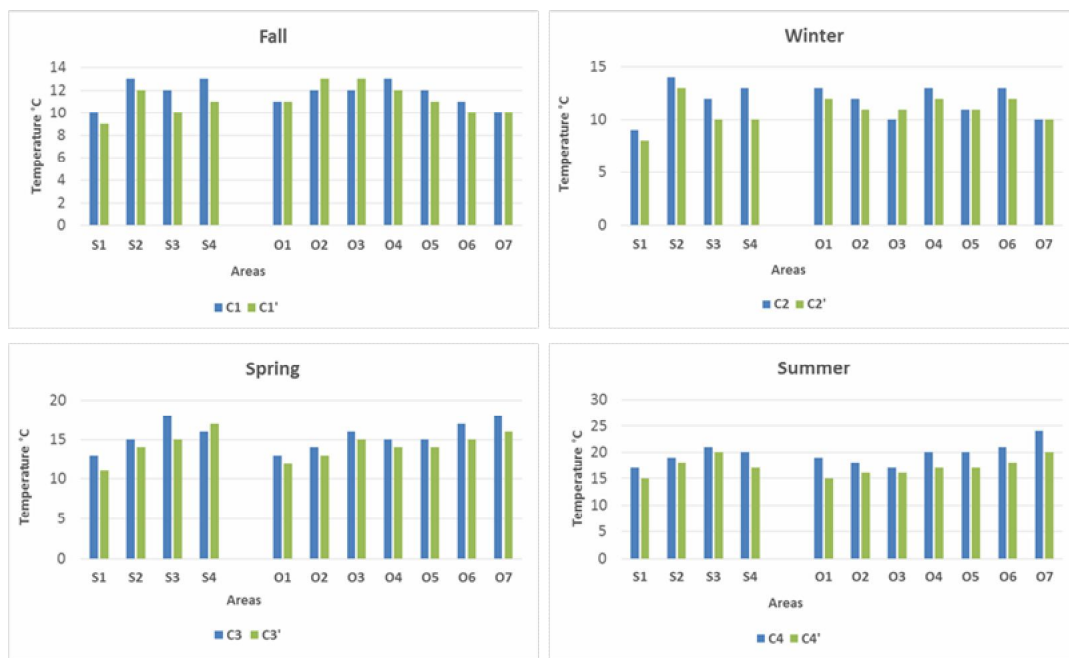 Fall
Temperature °C
14
12
10
8
6
4
2
0
S1 S2 S3 S4 O1 O2 O3 O4 O5 O6 O7
Areas
C1 C1'
Winter
Temperature °C
15
10
5
0
S1 S2 S3 S4 O1 O2 O3 O4 O5 O6 O7
Areas
C2 C2'
Spring
Temperature °C
20
15
10
5
0
S1 S2 S3 S4 O1 O2 O3 O4 O5 O6 O7
Areas
C3 C3'
Summer
Temperature °C
30
25
20
15
10
5
0
S1 S2 S3 S4 O1 O2 O3 O4 O5 O6 O7
Areas
C4 C4'